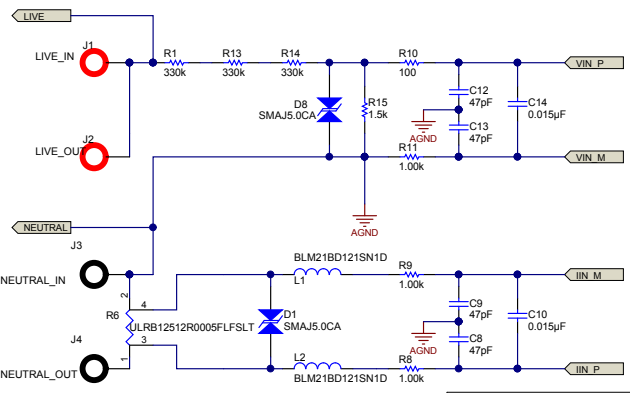 LIVE
J1
LIVE_IN
R1
330k
R13
330k
R14
330k
R10
100
VIN_P
D8
SMAJ5.0CA
R15
1.5k
C12
47pF
C14
0.015µF
AGND
C13
47pF
J2
LIVE_OUT
R11
1.00k
VIN_M
AGND
NEUTRAL
J3
NEUTRAL_IN
BLM21BD121SN1D
L1
R9
1.00k
IIN_M
2
4
R6
ULRB12512R0005FLFSLT
D1
SMAJ5.0CA
C9
47pF
C10
0.015µF
AGND
C8
47pF
3
1
J4
NEUTRAL_OUT
L2
BLM21BD121SN1D
R8
1.00k
IIN_P